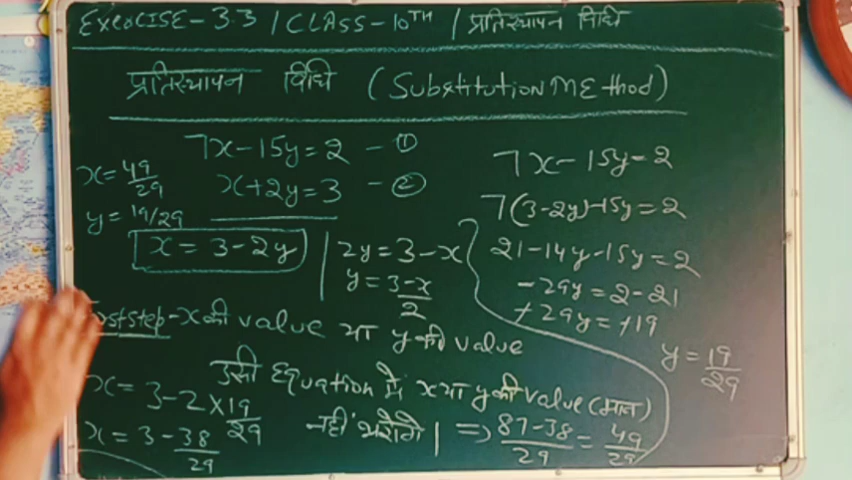 Exercise-3.3 / CLASS-10TH / प्रतिस्थापन विधि
प्रतिस्थापन विधि (Substitution MEthod)
7x-15y=2 - ①
x+2y=3 - ②
x=49/29
y=19/29
x=3-2y
2y=3-x
y=3-x/2
7x-15y=2
7(3-2y)-15y=2
21-14y-15y=2
-29y=2-21
+29y=+19
y=19/29
step-x की value या y की value
उसी Equation में x या y की value (मान)
नहीं भरेंगे |
x=3-2×19/29
x=3-38/29
⇒ 87-38/29=49/29